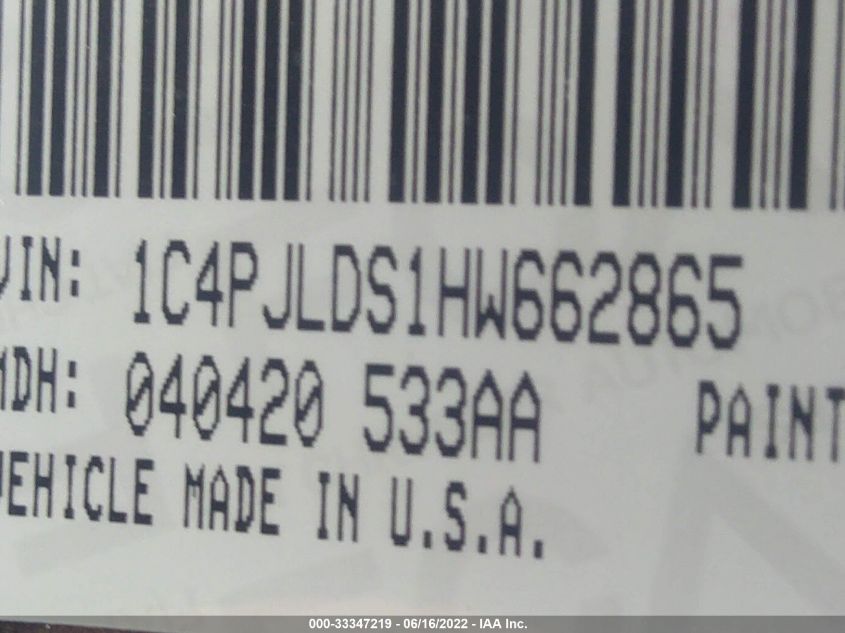 VIN: 1C4PJLDS1HW662865
MDH: 040420 533AA PAINT
VEHICLE MADE IN U.S.A.
000-33347219 - 06/16/2022 - IAA Inc.